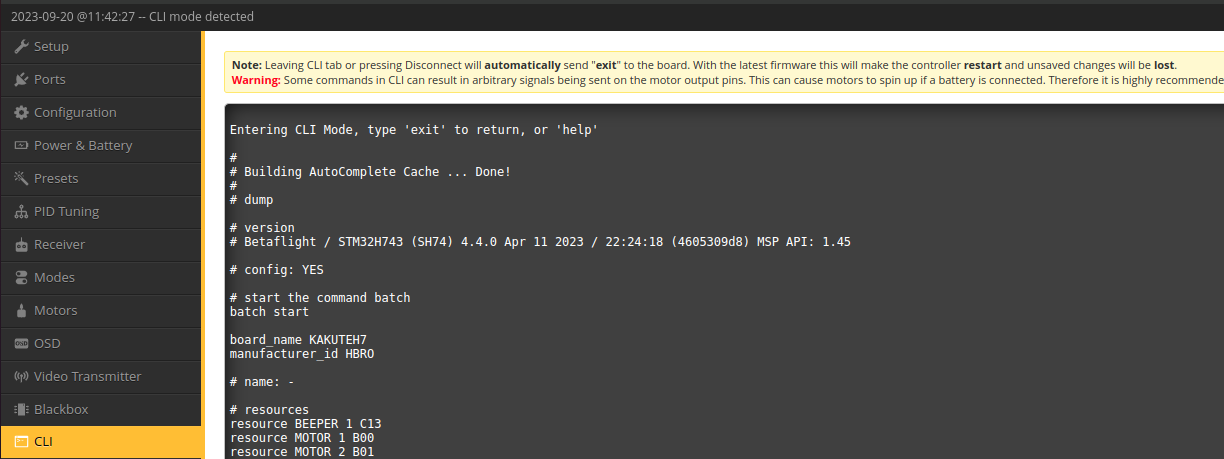 2023-09-20 @11:42:27 -- CLI mode detected
Setup
Ports
Configuration
Power & Battery
Presets
PID Tuning
Receiver
Modes
Motors
OSD
Video Transmitter
Blackbox
CLI
Note: Leaving CLI tab or pressing Disconnect will automatically send "exit" to the board. With the latest firmware this will make the controller restart and unsaved changes will be lost.
Warning: Some commands in CLI can result in arbitrary signals being sent on the motor output pins. This can cause motors to spin up if a battery is connected. Therefore it is highly recommende
Entering CLI Mode, type 'exit' to return, or 'help'
#
# Building AutoComplete Cache ... Done!
#
# dump
# version
# Betaflight / STM32H743 (SH74) 4.4.0 Apr 11 2023 / 22:24:18 (4605309d8) MSP API: 1.45
# config: YES
# start the command batch
batch start
board_name KAKUTEH7
manufacturer_id HBRO
# name: -
# resources
resource BEEPER 1 C13
resource MOTOR 1 B00
resource MOTOR 2 B01